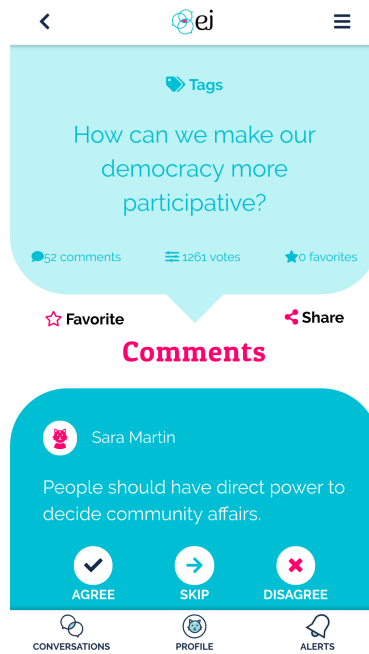 ej
Tags
How can we make our
democracy more
participative?
52 comments 1261 votes 0 favorites
Favorite Share
Comments
Sara Martin
People should have direct power to
decide community affairs.
AGREE SKIP DISAGREE
CONVERSATIONS PROFILE ALERTS